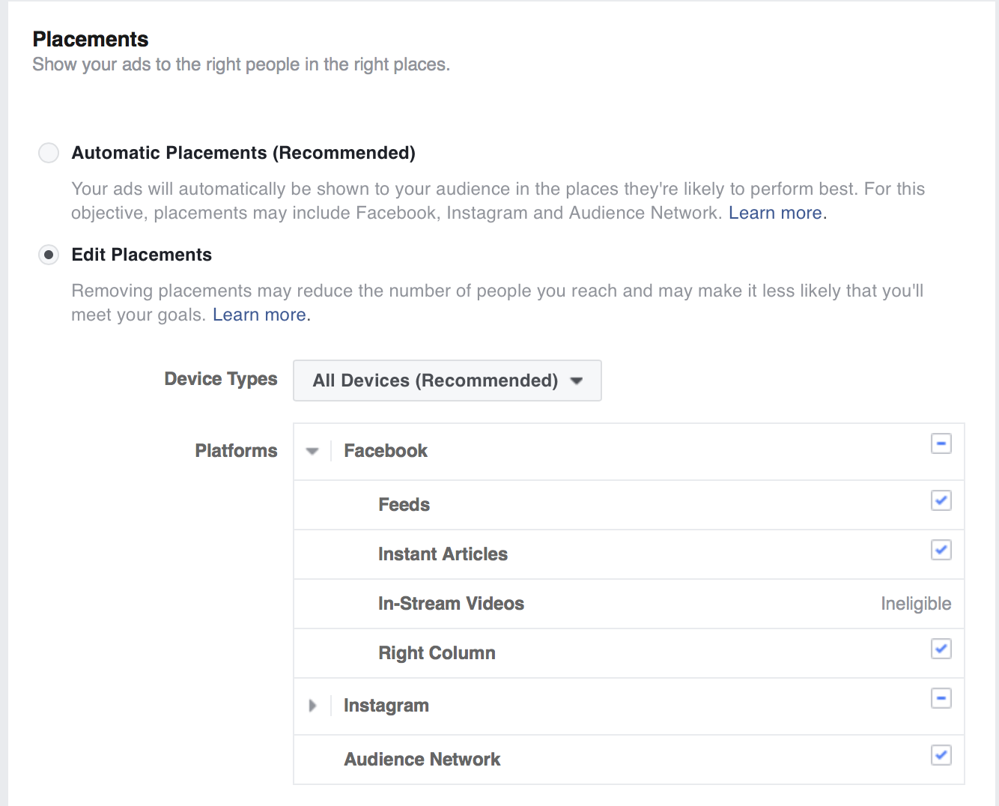 Placements
Show your ads to the right people in the right places.
Automatic Placements (Recommended)
Your ads will automatically be shown to your audience in the places they're likely to perform best. For this
objective, placements may include Facebook, Instagram and Audience Network. Learn more.
Edit Placements
Removing placements may reduce the number of people you reach and may make it less likely that you'll
meet your goals. Learn more.
Device Types All Devices (Recommended)
Platforms Facebook
Feeds
Instant Articles
In-Stream Videos Ineligible
Right Column
Instagram
Audience Network